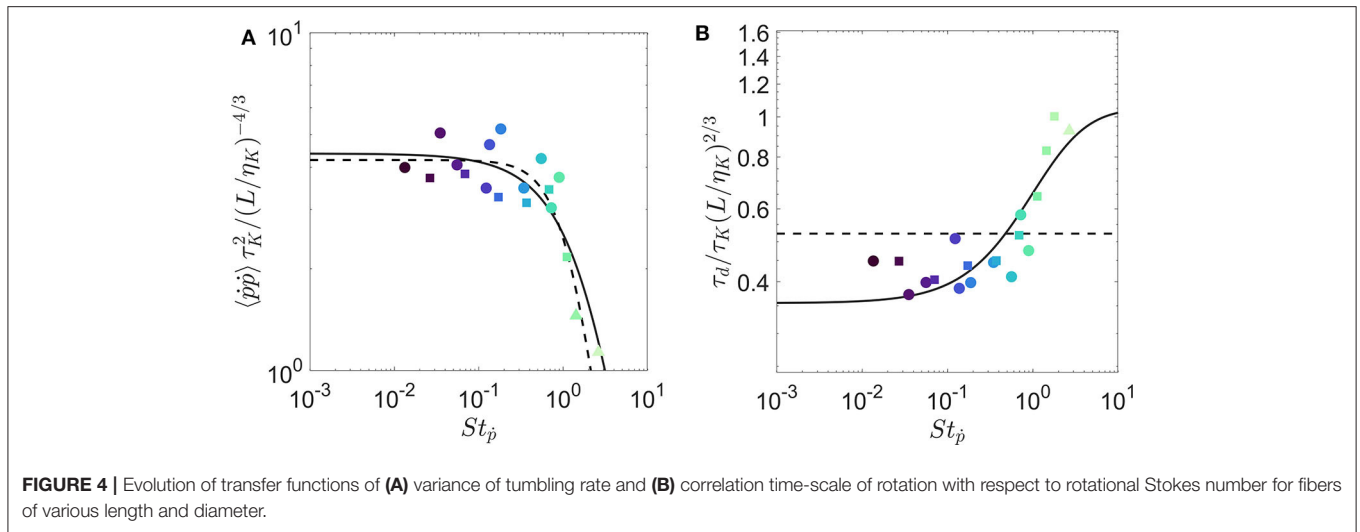 A
10^1
10^0
⟨ṗṗ⟩ τ_K^2/(L/η_K)^{-4/3}
10^{-3} 10^{-2} 10^{-1} 10^0 10^1
St_ṗ
B
1.6
1.4
1.2
1
0.8
0.6
0.4
τ_d/τ_K(L/η_K)^{2/3}
10^{-3} 10^{-2} 10^{-1} 10^0 10^1
St_ṗ
FIGURE 4 | Evolution of transfer functions of (A) variance of tumbling rate and (B) correlation time-scale of rotation with respect to rotational Stokes number for fibers
of various length and diameter.